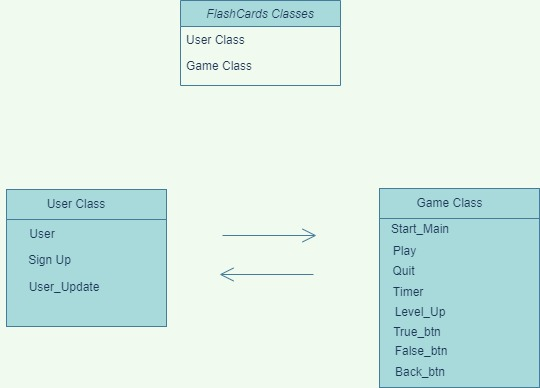 FlashCards Classes
User Class
Game Class
User Class
User
Sign Up
User_Update
Game Class
Start_Main
Play
Quit
Timer
Level_Up
True_btn
False_btn
Back_btn